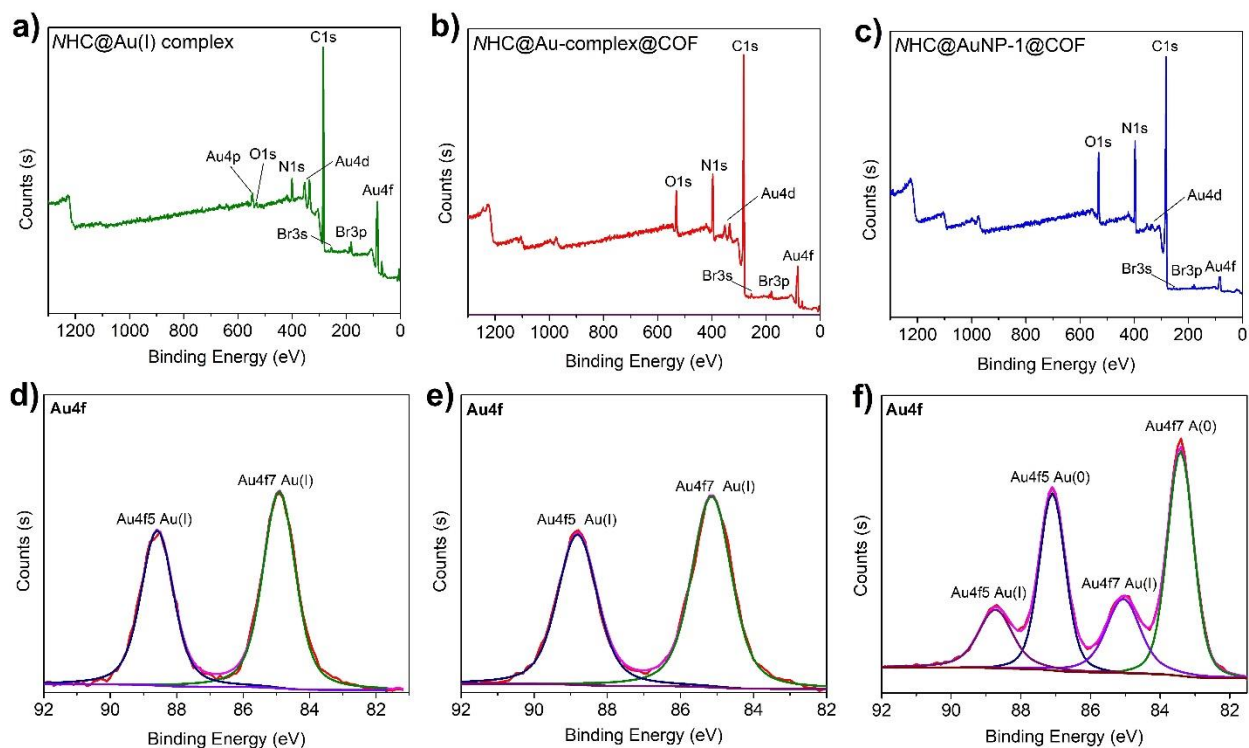 a)
NHC@Au(I) complex
C1s
Au4p
O1s
N1s
Au4d
Au4f
Br3s
Br3p
Counts (s)
1200 1000 800 600 400 200 0
Binding Energy (eV)
b)
NHC@Au-complex@COF
C1s
O1s
N1s
Au4d
Au4f
Br3s
Br3p
Counts (s)
1200 1000 800 600 400 200 0
Binding Energy (eV)
c)
NHC@AuNP-1@COF
C1s
O1s
N1s
Au4d
Br3s
Br3p
Au4f
Counts (s)
1200 1000 800 600 400 200 0
Binding Energy (eV)
d)
Au4f
Au4f7 Au(I)
Au4f5 Au(I)
Counts (s)
92 90 88 86 84 82
Binding Energy (eV)
e)
Au4f
Au4f7 Au(I)
Au4f5 Au(I)
Counts (s)
92 90 88 86 84 82
Binding Energy (eV)
f)
Au4f
Au4f7 A(0)
Au4f5 Au(0)
Au4f7 Au(I)
Au4f5 Au(I)
Counts (s)
92 91 90 89 88 87 86 85 84 83 82
Binding Energy (eV)